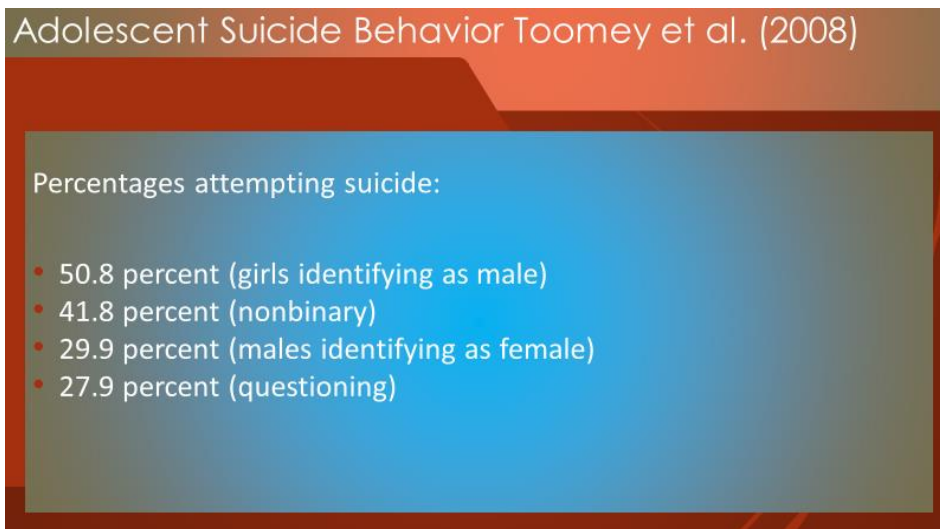 Adolescent Suicide Behavior Toomey et al. (2008)
Percentages attempting suicide:
• 50.8 percent (girls identifying as male)
• 41.8 percent (nonbinary)
• 29.9 percent (males identifying as female)
• 27.9 percent (questioning)